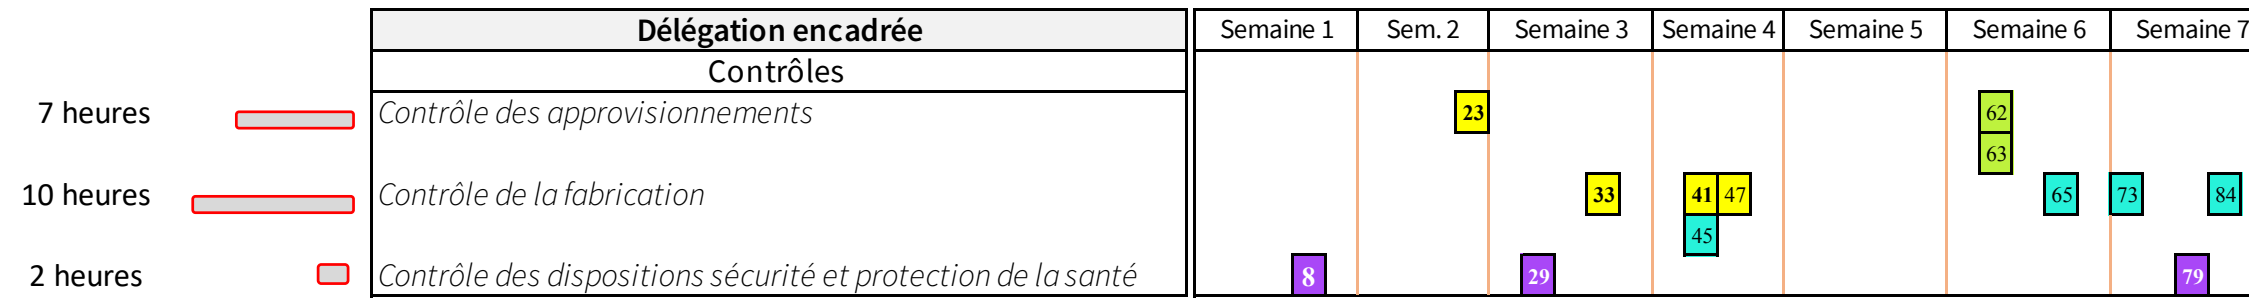 Délégation encadrée Semaine 1 Sem. 2 Semaine 3 Semaine 4 Semaine 5 Semaine 6 Semaine 7
Contrôles
7 heures Contrôle des approvisionnements 23 62
63
10 heures Contrôle de la fabrication 33 41 47 65 73 84
45
2 heures Contrôle des dispositions sécurité et protection de la santé 8 29 79